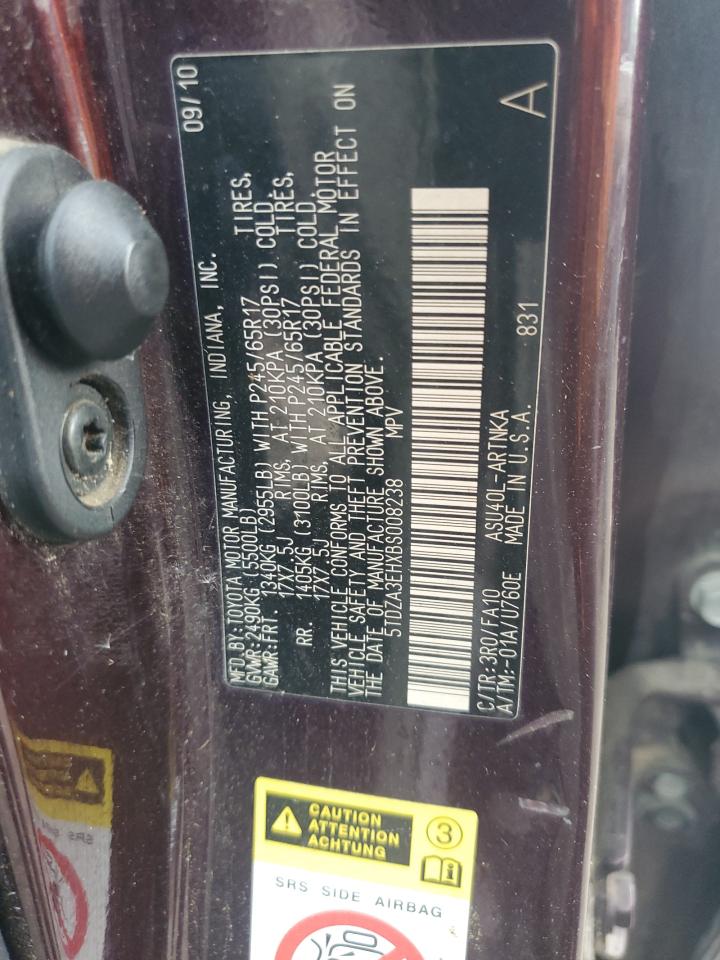 09/10
MFD.BY:TOYOTA MOTOR MANUFACTURING, INDIANA, INC.
GVWR:2490KG(5500LB)
GAWR:FRT. 1340KG (2955LB) WITH P245/65R17 TIRES,
17X7.5J RIMS, AT 210KPA (30PSI) COLD.
RR. 1405KG (3100LB) WITH P245/65R17 TIRES,
17X7.5J RIMS, AT 210KPA (30PSI) COLD.
THIS VEHICLE CONFORMS TO ALL APPLICABLE FEDERAL MOTOR
VEHICLE SAFETY AND THEFT PREVENTION STANDARDS IN EFFECT ON
THE DATE OF MANUFACTURE SHOWN ABOVE.
5TDZA3EHXBS008238 MPV
C/TR:3R0/FA10 ASU40L-ARTNKA 831
A/TM:-01A/U760E MADE IN U.S.A.
A
CAUTION
ATTENTION
ACHTUNG
3
SRS SIDE AIRBAG
SRS